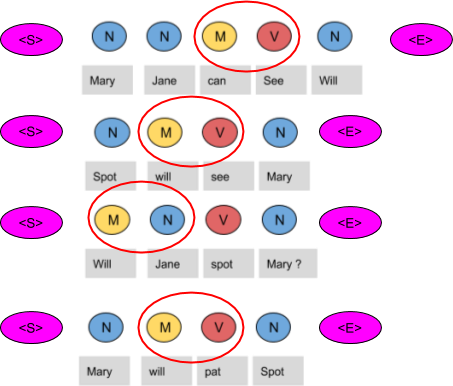 <S> N N M V N <E>
Mary Jane can See Will
<S> N M V N <E>
Spot will see Mary
<S> M N V N <E>
Will Jane spot Mary ?
<S> N M V N <E>
Mary will pat Spot